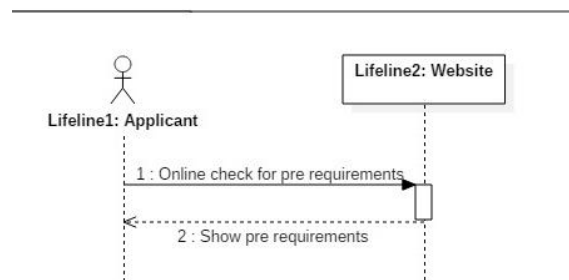 Lifeline2: Website
Lifeline1: Applicant
1 : Online check for pre requirements
2 : Show pre requirements